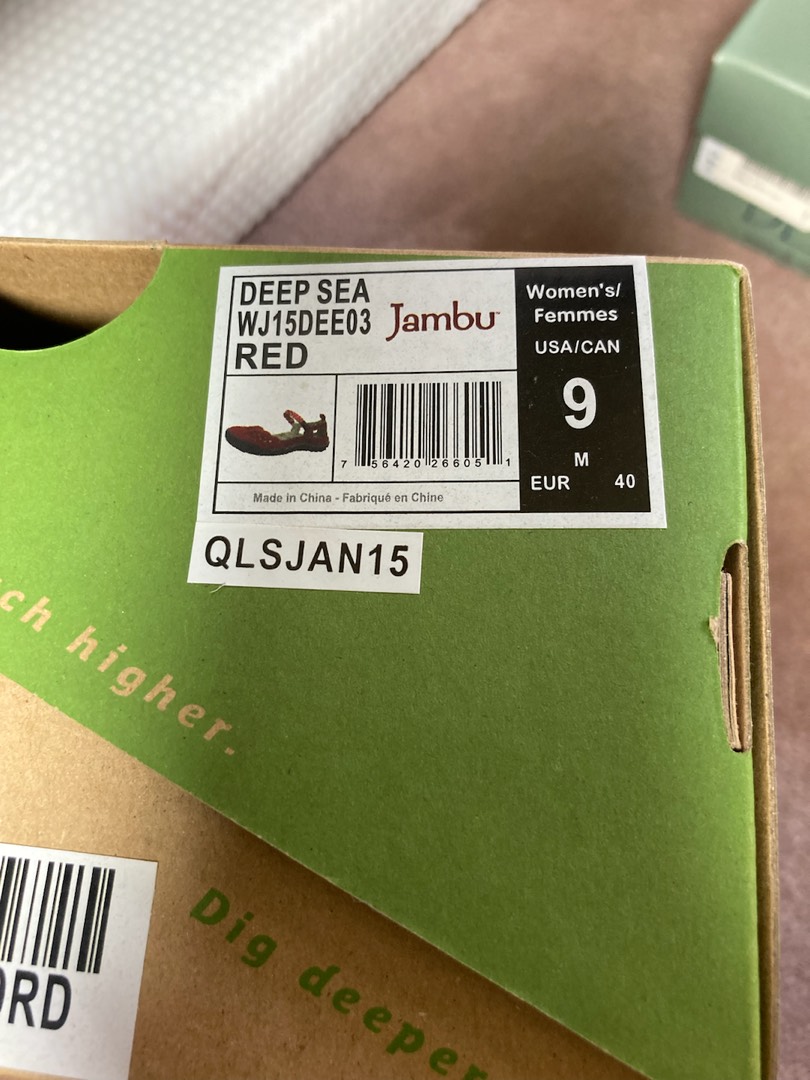 DEEP SEA
WJ15DEE03
RED
Jambu
Women's/
Femmes
USA/CAN
9
M
EUR 40
7 56420 26605 1
Made in China - Fabriqué en Chine
QLSJAN15
ch higher.
Dig deeper
RD